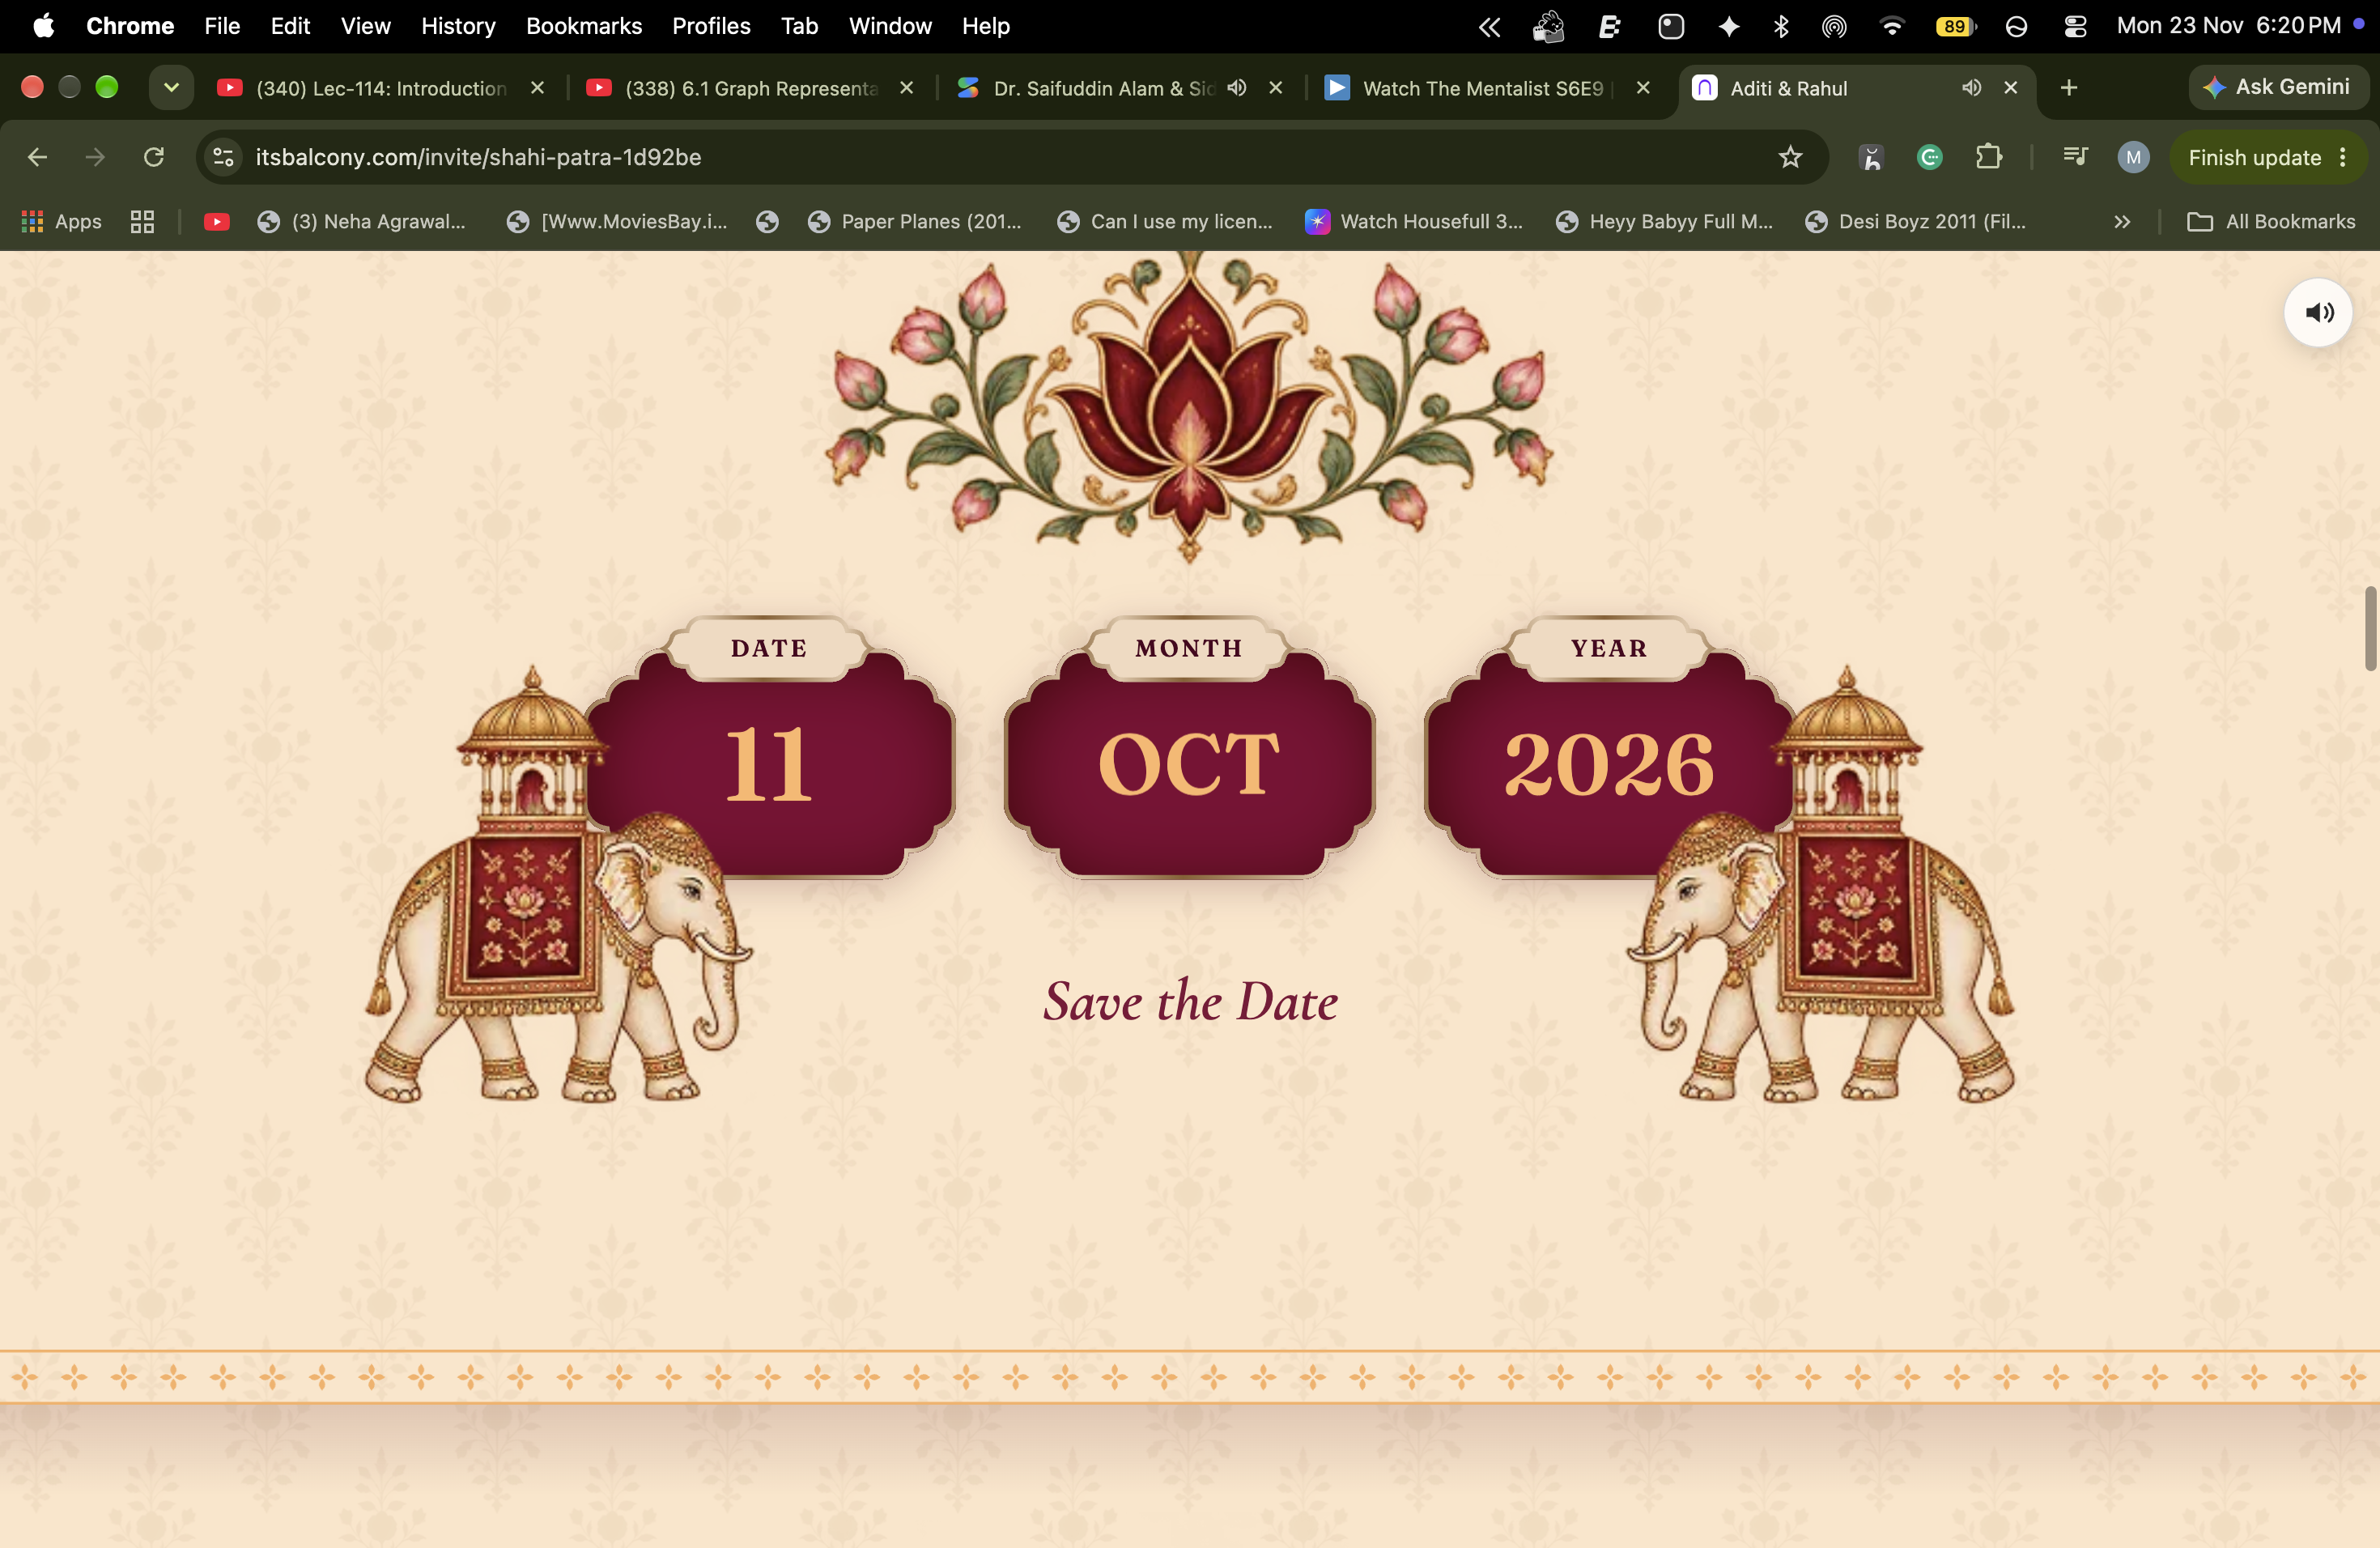 Chrome File Edit View History Bookmarks Profiles Tab Window Help 89 Mon 23 Nov 6:20 PM
(340) Lec-114: Introduction (338) 6.1 Graph Representa Dr. Saifuddin Alam & Sid Watch The Mentalist S6E9 Aditi & Rahul Ask Gemini
itsbalcony.com/invite/shahi-patra-1d92be M Finish update
Apps (3) Neha Agrawal... [Www.MoviesBay.i... Paper Planes (201... Can I use my licen... Watch Housefull 3... Heyy Babyy Full M... Desi Boyz 2011 (Fil... All Bookmarks
DATE MONTH YEAR
11 OCT 2026
Save the Date